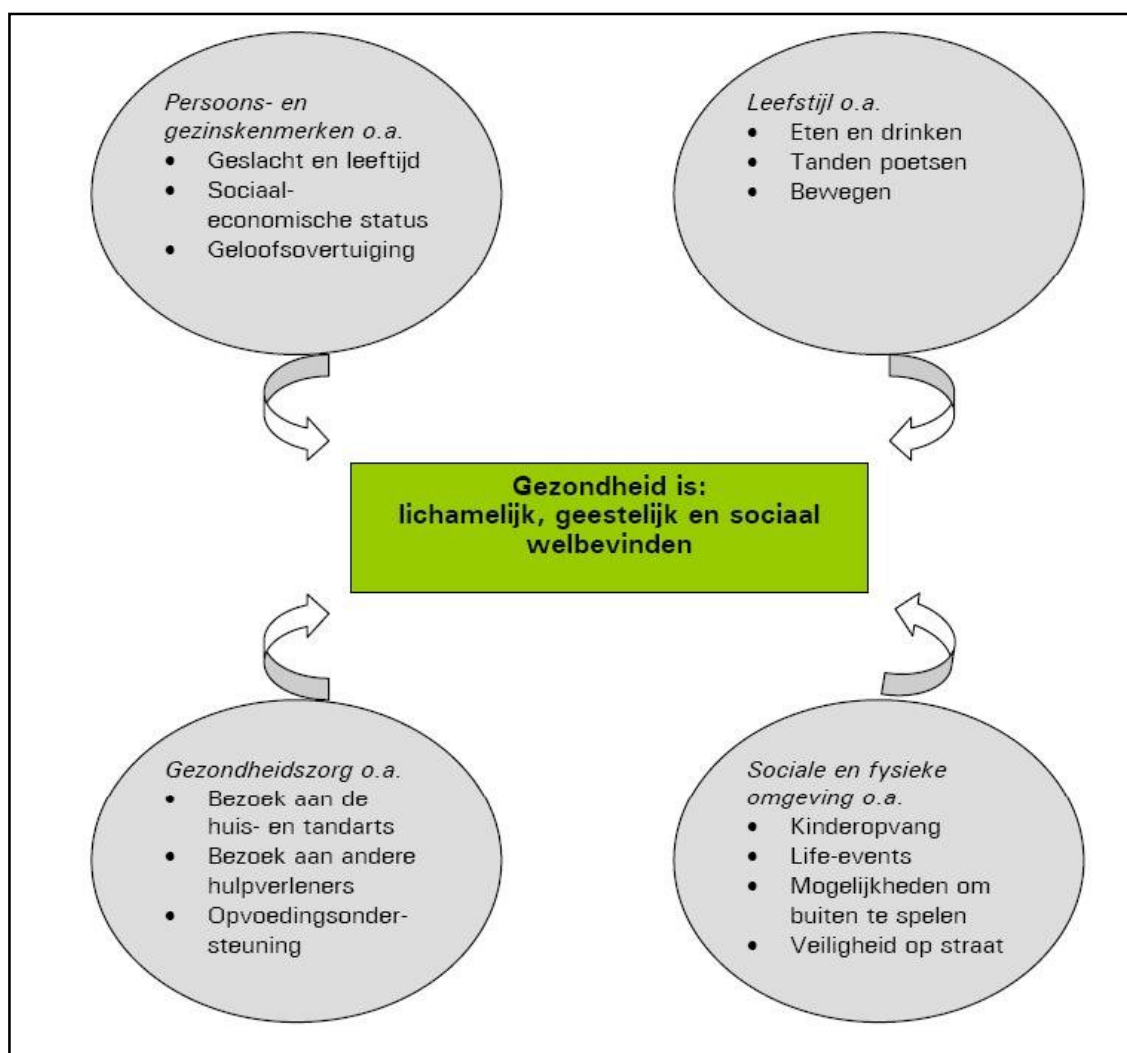 Persoons- en
gezinskenmerken o.a.
• Geslacht en leeftijd
• Sociaal-
economische status
• Geloofsovertuiging
Leefstijl o.a.
• Eten en drinken
• Tanden poetsen
• Bewegen
Gezondheid is:
lichamelijk, geestelijk en sociaal
welbevinden
Gezondheidszorg o.a.
• Bezoek aan de
huis- en tandarts
• Bezoek aan andere
hulpverleners
• Opvoedingsonder-
steuning
Sociale en fysieke
omgeving o.a.
• Kinderopvang
• Life-events
• Mogelijkheden om
buiten te spelen
• Veiligheid op straat